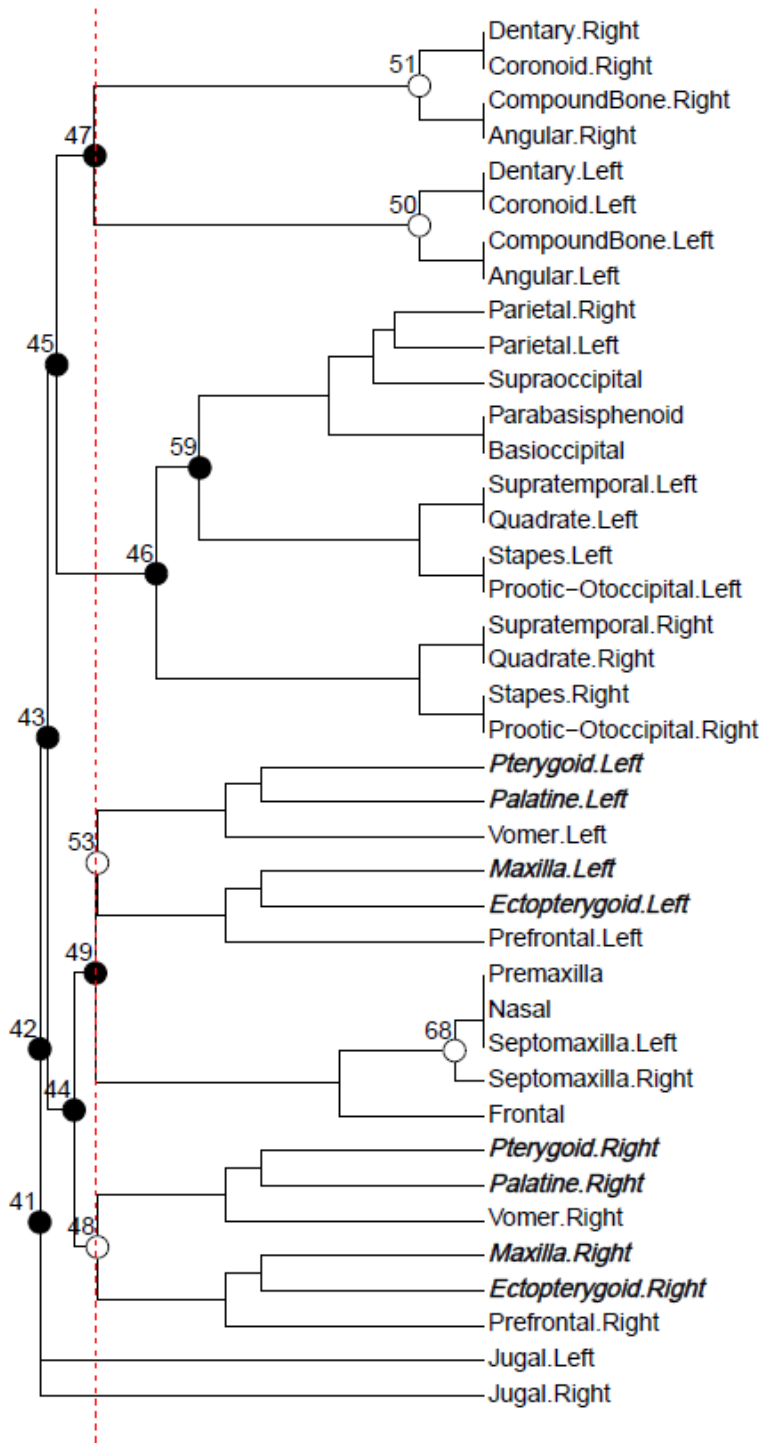 Dentary.Right
51
Coronoid.Right
CompoundBone.Right
47
Angular.Right
Dentary.Left
50
Coronoid.Left
CompoundBone.Left
Angular.Left
Parietal.Right
45
Parietal.Left
Supraoccipital
Parabasisphenoid
59
Basioccipital
Supratemporal.Left
Quadrate.Left
46
Stapes.Left
Prootic−Otoccipital.Left
Supratemporal.Right
Quadrate.Right
Stapes.Right
43
Prootic−Otoccipital.Right
Pterygoid.Left
Palatine.Left
53
Vomer.Left
Maxilla.Left
Ectopterygoid.Left
49
Prefrontal.Left
Premaxilla
Nasal
42
68
Septomaxilla.Left
Septomaxilla.Right
44
Frontal
Pterygoid.Right
Palatine.Right
41
Vomer.Right
48
Maxilla.Right
Ectopterygoid.Right
Prefrontal.Right
Jugal.Left
Jugal.Right